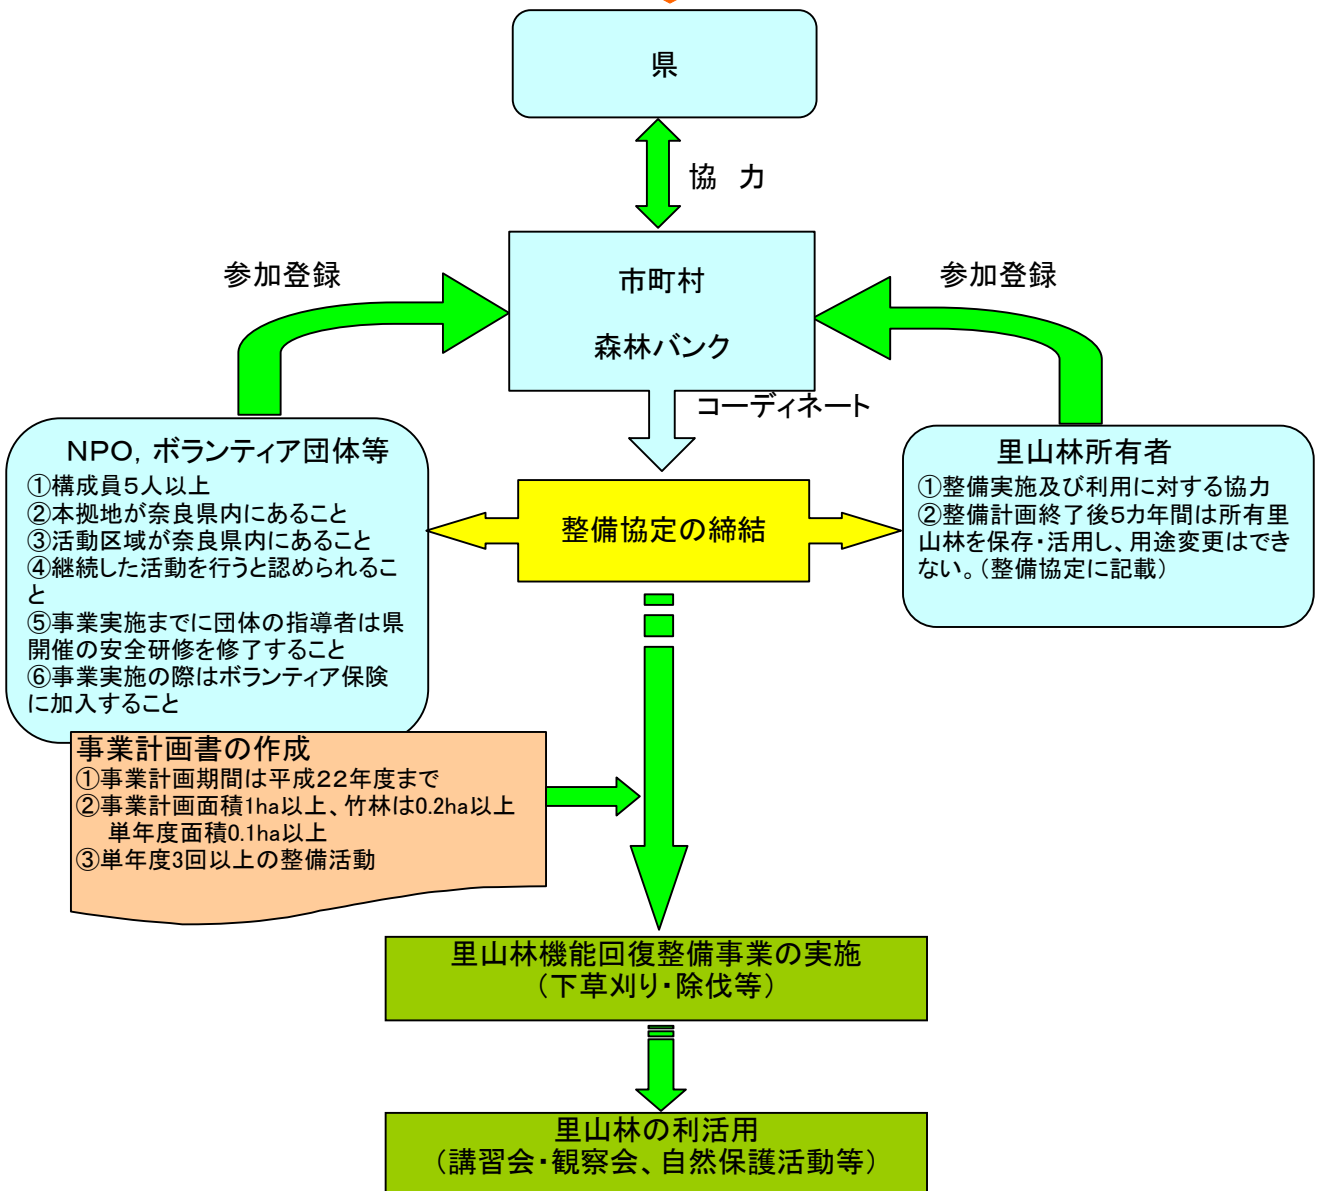 県
協 力
参加登録
市町村
森林バンク
参加登録
コーディネート
NPO,ボランティア団体等
①構成員5人以上
②本拠地が奈良県内にあること
③活動区域が奈良県内にあること
④継続した活動を行うと認められるこ
と
⑤事業実施までに団体の指導者は県
開催の安全研修を修了すること
⑥事業実施の際はボランティア保険
に加入すること
整備協定の締結
里山林所有者
①整備実施及び利用に対する協力
②整備計画終了後5カ年間は所有里
山林を保存・活用し、用途変更はでき
ない。(整備協定に記載)
事業計画書の作成
①事業計画期間は平成22年度まで
②事業計画面積1ha以上、竹林は0.2ha以上
単年度面積0.1ha以上
③単年度3回以上の整備活動
里山林機能回復整備事業の実施
(下草刈り・除伐等)
里山林の利活用
(講習会・観察会、自然保護活動等)